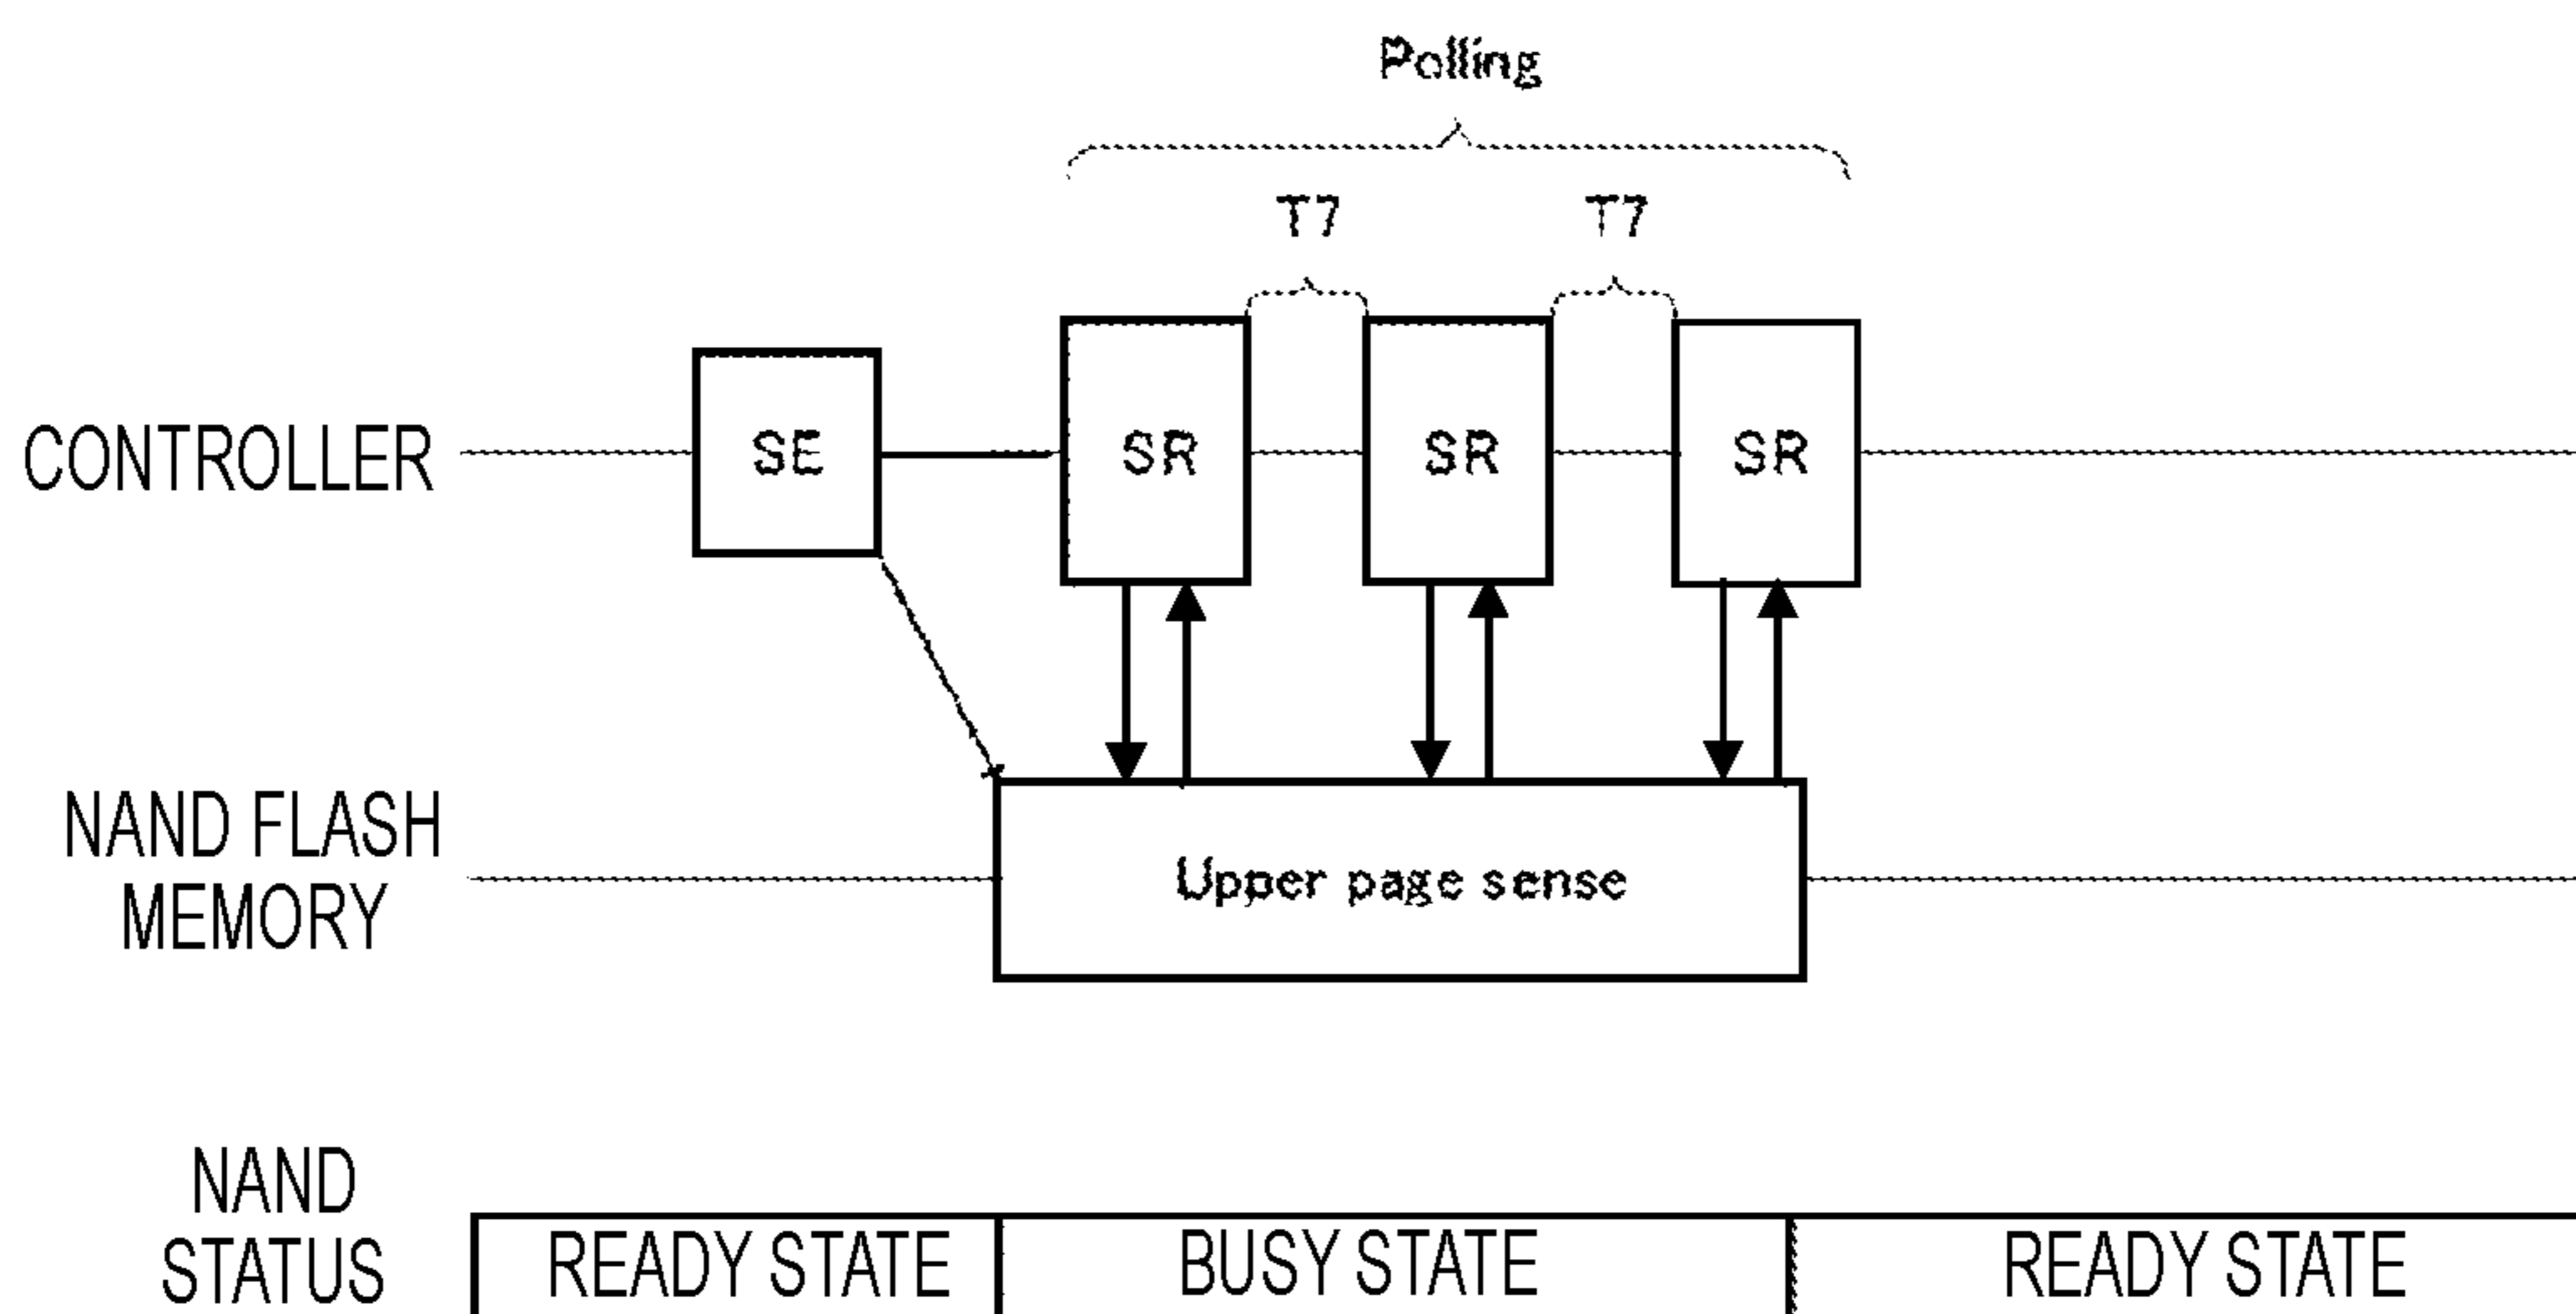 Polling
T7 T7
CONTROLLER SE SR SR SR
NAND FLASH
MEMORY
Upper page sense
NAND
STATUS
READY STATE BUSY STATE READY STATE